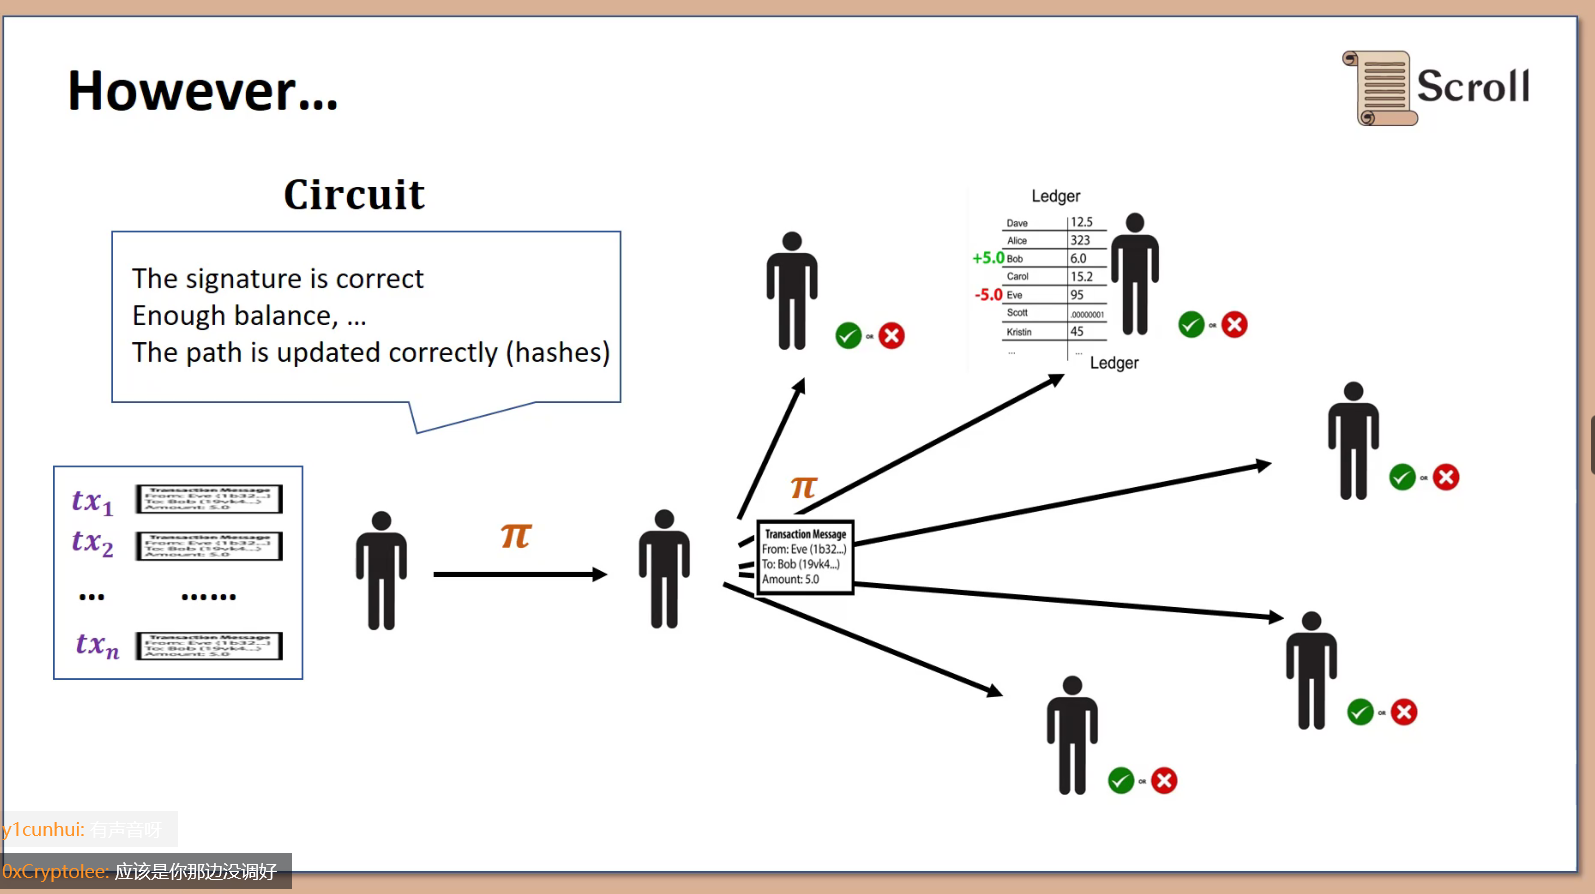 However...
Scroll
Circuit
The signature is correct
Enough balance, ...
The path is updated correctly (hashes)
Ledger
Dave 12.5
Alice 323
+5.0 Bob 6.0
Carol 15.2
-5.0 Eve 95
Scott .00000001
Kristin 45
... ...
Ledger
OR
OR
OR
OR
OR
tx₁
Transaction Message
From: Eve (1b32...)
To: Bob (19vk4...)
Amount: 5.0
tx₂
Transaction Message
From: Eve (1b32...)
To: Bob (19vk4...)
Amount: 5.0
... ......
txₙ
Transaction Message
From: Eve (1b32...)
To: Bob (19vk4...)
Amount: 5.0
π
π
Transaction Message
From: Eve (1b32...)
To: Bob (19vk4...)
Amount: 5.0
y1cunhui: 有声音呀
0xCryptolee: 应该是你那边没调好